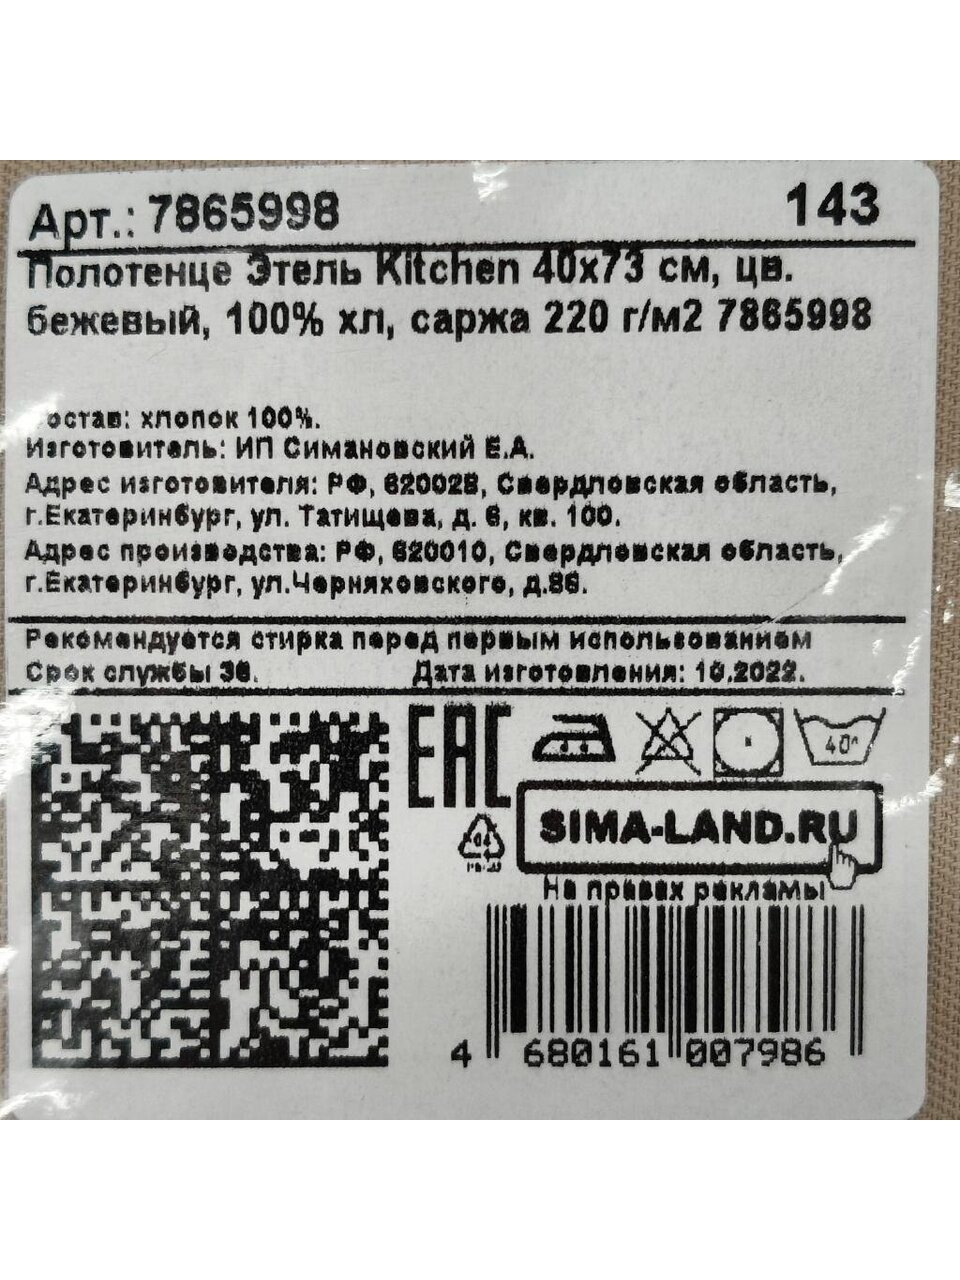 Арт.: 7865998
143
Полотенце Этель Kitchen 40х73 см, цв.
бежевый, 100% хл, саржа 220 г/м2 7865998
остав: хлопок 100%.
Изготовитель: ИП Симановский Е.А.
Адрес изготовителя: РФ, 620028, Свердловская область,
г.Екатеринбург, ул. Татищева, д. 6, кв. 100.
Адрес производства: РФ, 620010, Свердловская область,
г.Екатеринбург, ул.Черняховского, д.86.
Рекомендуется стирка перед первым использованием
Срок службы
Дата изготовления: 10.2022.
EAC
40°
04
SIMA-LAND.RU
На правах рекламы
4 680161 007986